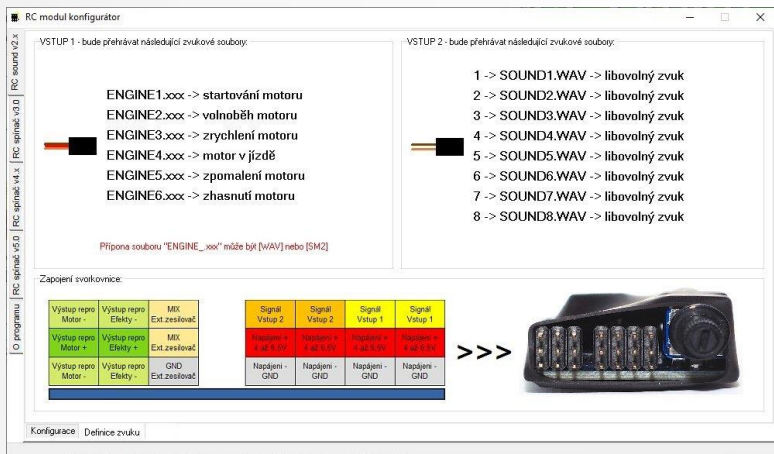 RC modul konfigurátor
RC sound v2.x
RC spínač v3.0
RC spínač v4.x
RC spínač v5.0
O programu
VSTUP 1 - bude přehrávat následující zvukové soubory:
ENGINE1.xxx -> startování motoru
ENGINE2.xxx -> volnoběh motoru
ENGINE3.xxx -> zrychlení motoru
ENGINE4.xxx -> motor v jízdě
ENGINE5.xxx -> zpomalení motoru
ENGINE6.xxx -> zhasnutí motoru
Přípona souboru "ENGINE_.xxx" může být [WAV] nebo [SM2]
VSTUP 2 - bude přehrávat následující zvukové soubory:
1 -> SOUND1.WAV -> libovolný zvuk
2 -> SOUND2.WAV -> libovolný zvuk
3 -> SOUND3.WAV -> libovolný zvuk
4 -> SOUND4.WAV -> libovolný zvuk
5 -> SOUND5.WAV -> libovolný zvuk
6 -> SOUND6.WAV -> libovolný zvuk
7 -> SOUND7.WAV -> libovolný zvuk
8 -> SOUND8.WAV -> libovolný zvuk
Zapojení svorkovnice:
Výstup repro Výstup repro MIX
Motor - Efekty - Ext.zesilovač
Výstup repro Výstup repro MIX
Motor + Efekty + Ext.zesilovač
Výstup repro Výstup repro GND
Motor - Efekty - Ext.zesilovač
Signál Signál Signál Signál
Vstup 2 Vstup 2 Vstup 1 Vstup 1
Napájení + Napájení + Napájení + Napájení +
4 až 9.5V 4 až 9.5V 4 až 9.5V 4 až 9.5V
Napájeni - Napájeni - Napájeni - Napájeni -
GND GND GND GND
>>>
Konfigurace Definice zvuku